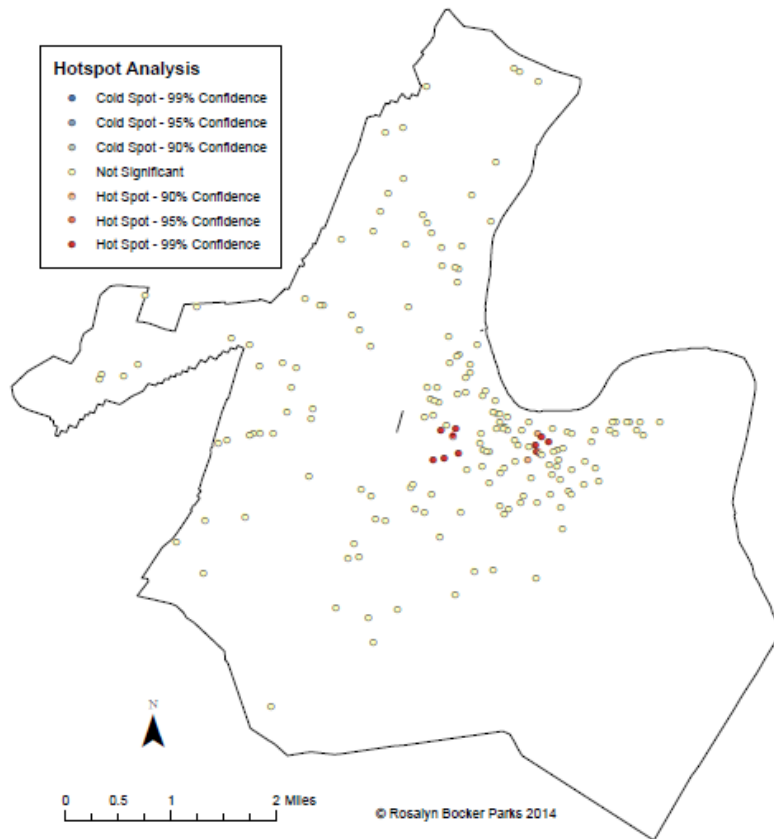 Hotspot Analysis
Cold Spot - 99% Confidence
Cold Spot - 95% Confidence
Cold Spot - 90% Confidence
Not Significant
Hot Spot - 90% Confidence
Hot Spot - 95% Confidence
Hot Spot - 99% Confidence
N
0 0.5 1 2 Miles
© Rosalyn Bocker Parks 2014